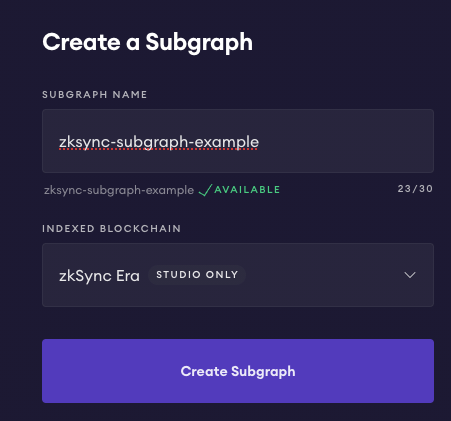 Create a Subgraph
SUBGRAPH NAME
zksync-subgraph-example
zksync-subgraph-example AVAILABLE 23/30
INDEXED BLOCKCHAIN
zkSync Era STUDIO ONLY
Create Subgraph